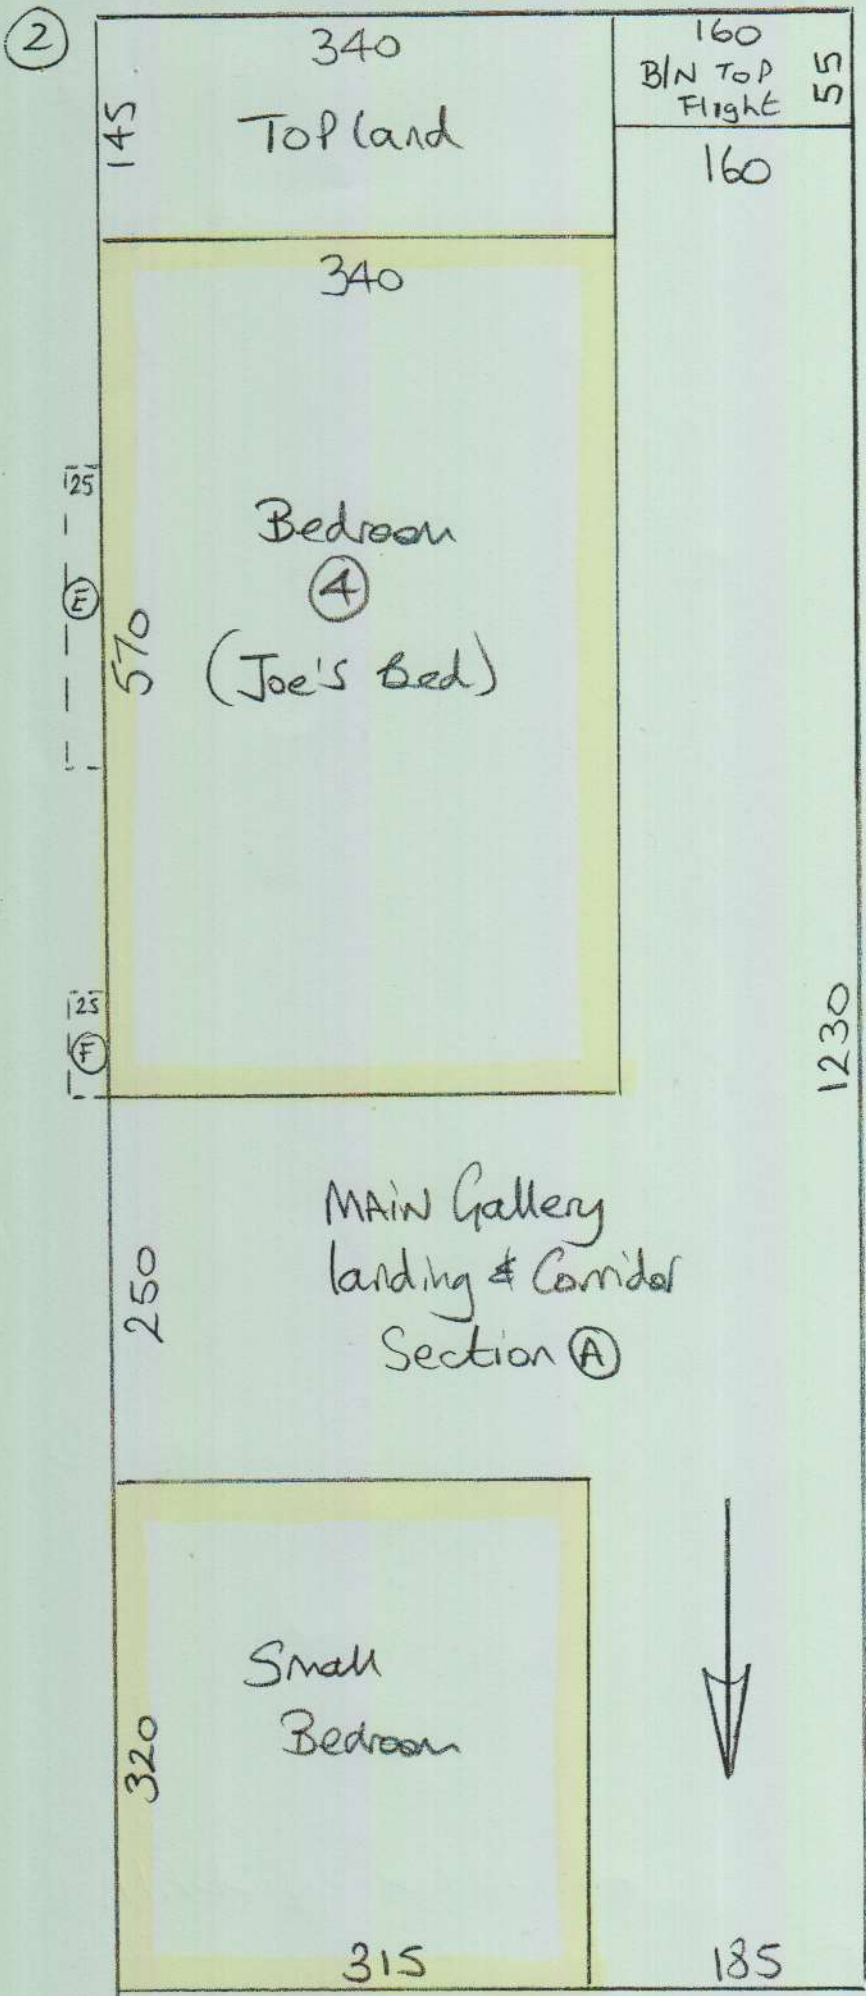 2
340
160
B/N TOP
Flight
55
145
TOP land
160
340
25
Bedroom
4
E
570
(Joe's Bed)
25
F
1230
MAIN Gallery
landing & Corridor
Section A
250
Small
Bedroom
320
315
185